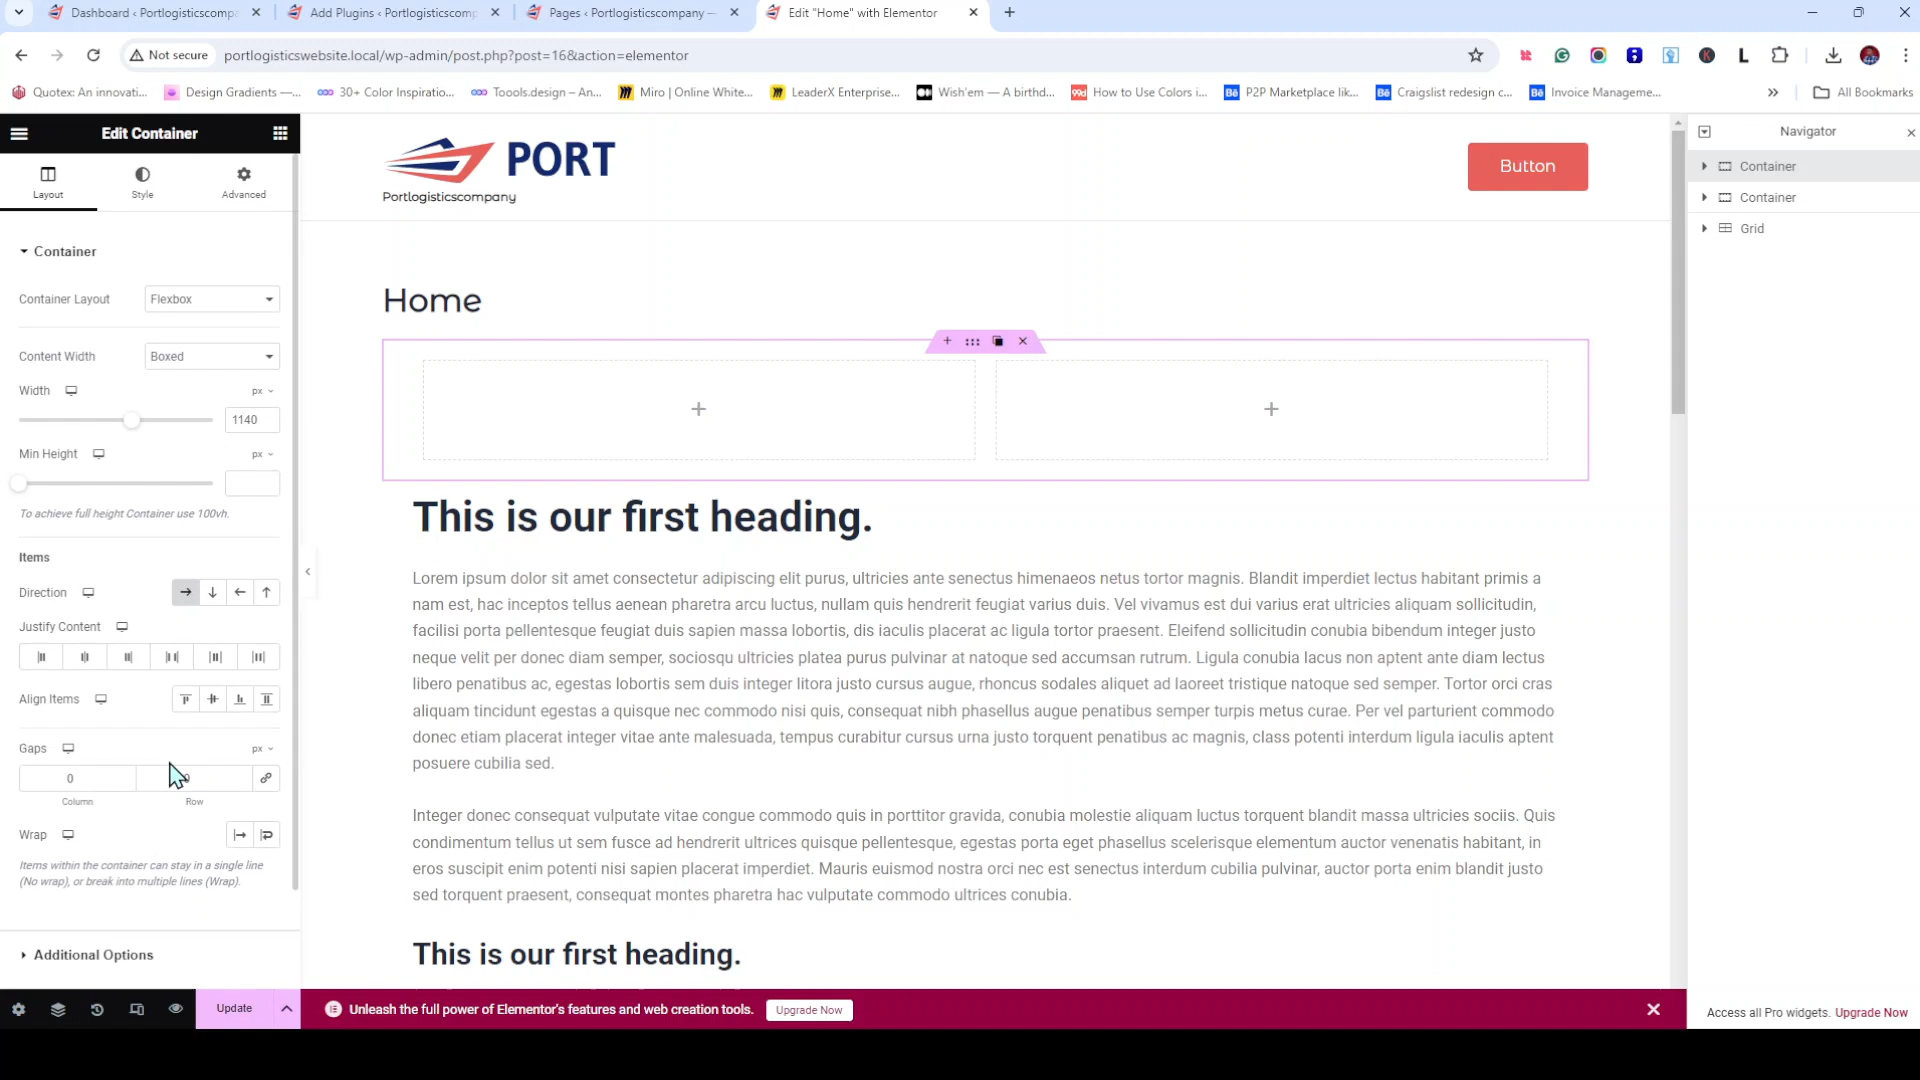 Dashboard ‹ Portlogisticscompa
Add Plugins ‹ Portlogisticscomp
Pages ‹ Portlogisticscompany —
Edit "Home" with Elementor
Not secure
portlogisticswebsite.local/wp-admin/post.php?post=16&action=elementor
Quotex: An innovati...
Design Gradients —...
30+ Color Inspiratio...
Toools.design – An...
Miro | Online White...
LeaderX Enterprise...
Wish'em — A birthd...
How to Use Colors i...
P2P Marketplace lik...
Craigslist redesign c...
Invoice Manageme...
All Bookmarks
Edit Container
Layout
Style
Advanced
Container
Container Layout
Flexbox
Content Width
Boxed
Width
px
1140
Min Height
px
To achieve full height Container use 100vh.
Items
Direction
Justify Content
Align Items
Gaps
px
0
Column
Row
Wrap
Items within the container can stay in a single line
(No wrap), or break into multiple lines (Wrap).
Additional Options
Update
PORT
Portlogisticscompany
Button
Home
This is our first heading.
Lorem ipsum dolor sit amet consectetur adipiscing elit purus, ultricies ante senectus himenaeos netus tortor magnis. Blandit imperdiet lectus habitant primis a
nam est, hac inceptos tellus aenean pharetra arcu luctus, nullam quis hendrerit feugiat varius duis. Vel vivamus est dui varius erat ultricies aliquam sollicitudin,
facilisi porta pellentesque feugiat duis sapien massa lobortis, dis iaculis placerat ac ligula tortor praesent. Eleifend sollicitudin conubia bibendum integer justo
neque velit per donec diam semper, sociosqu ultricies platea purus pulvinar at natoque sed accumsan rutrum. Ligula conubia lacus non aptent ante diam lectus
libero penatibus ac, egestas lobortis sem duis integer litora justo cursus augue, rhoncus sodales aliquet ad laoreet tristique natoque sed semper. Tortor orci cras
aliquam tincidunt egestas a quisque nec commodo nisi quis, consequat nibh phasellus augue penatibus semper turpis metus curae. Per vel parturient commodo
donec etiam placerat integer vitae ante malesuada, tempus curabitur cursus urna justo torquent penatibus ac magnis, class potenti interdum ligula iaculis aptent
posuere cubilia sed.
Integer donec consequat vulputate vitae congue commodo quis in porttitor gravida, conubia molestie aliquam luctus torquent blandit massa ultricies sociis. Quis
condimentum tellus ut sem fusce ad hendrerit ultrices quisque pellentesque, egestas porta eget phasellus scelerisque elementum auctor venenatis habitant, in
eros suscipit enim potenti nisi sapien placerat imperdiet. Mauris euismod nostra orci nec est senectus interdum cubilia pulvinar, auctor porta enim blandit justo
sed torquent praesent, consequat montes pharetra hac vulputate commodo ultrices conubia.
This is our first heading.
Unleash the full power of Elementor's features and web creation tools.
Upgrade Now
Navigator
Container
Container
Grid
Access all Pro widgets. Upgrade Now